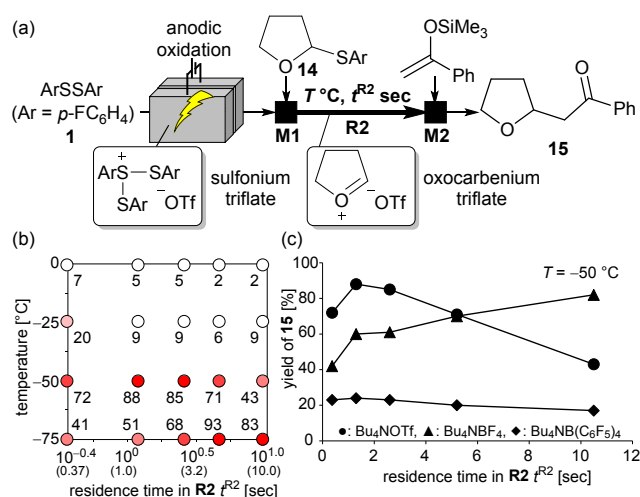 (a)
anodic
oxidation
ArSSAr
(Ar = p-FC6H4)
1
O
SAr
14
T °C, tR2 sec
M1
R2
M2
OSiMe3
Ph
O
O
Ph
15
+
ArS—SAr
SAr
−OTf
sulfonium
triflate
O
+
−OTf
oxocarbenium
triflate
(b)
temperature [°C]
0
7 5 5 2 2
−25
20 9 9 6 9
−50
72 88 85 71 43
41 51 68 93 83
−75
10−0.4 100 100.5 101.0
(0.37) (1.0) (3.2) (10.0)
residence time in R2 tR2 [sec]
(c)
T = −50 °C
yield of 15 [%]
100
80
60
40
20
0
●: Bu4NOTf, ▲: Bu4NBF4, ◆: Bu4NB(C6F5)4
0 2 4 6 8 10 12
residence time in R2 tR2 [sec]